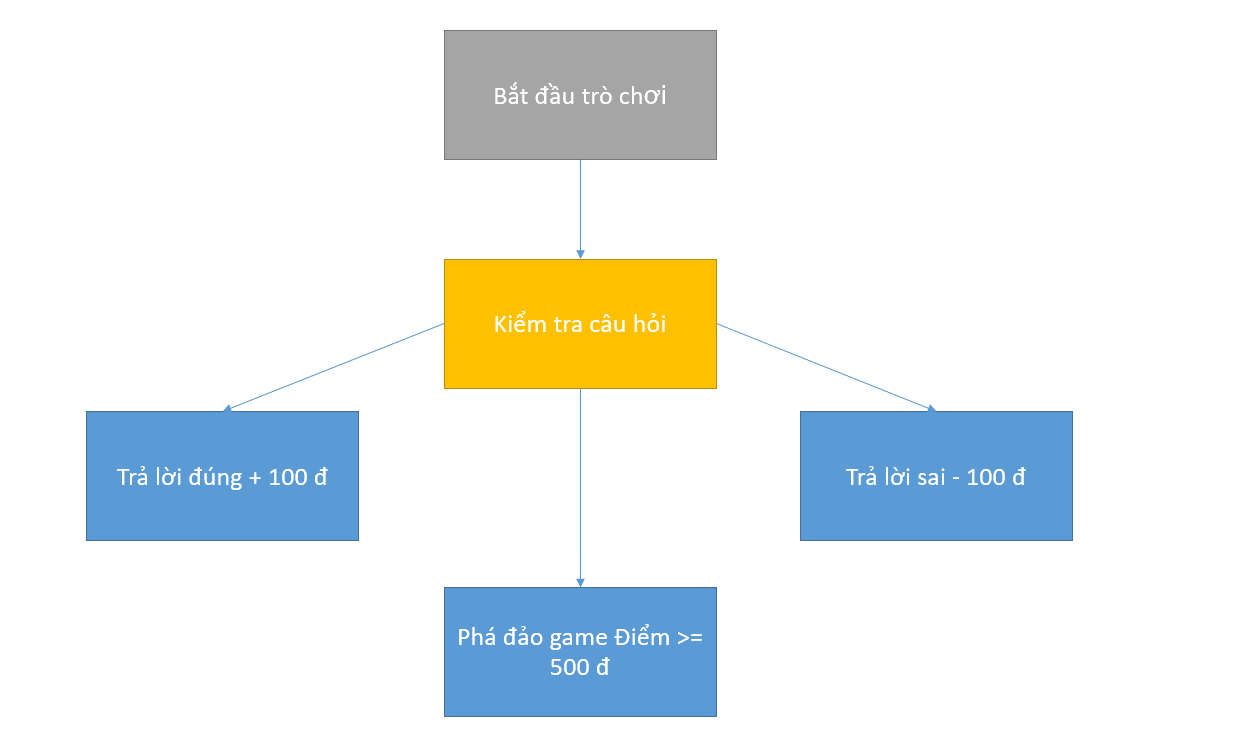 Bắt đầu trò chơi
Kiểm tra câu hỏi
Trả lời đúng + 100 đ
Trả lời sai - 100 đ
Phá đảo game Điểm >=
500 đ